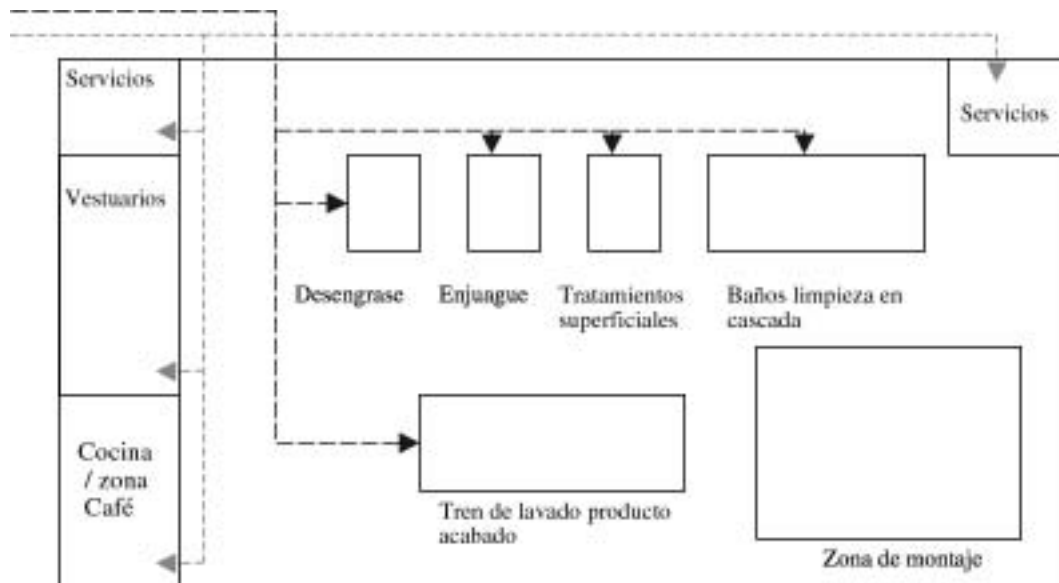 Servicios
Servicios
Vestuarios
Desengrase
Enjuague
Tratamientos
superficiales
Baños limpieza en
cascada
Cocina
/ zona
Café
Tren de lavado producto
acabado
Zona de montaje